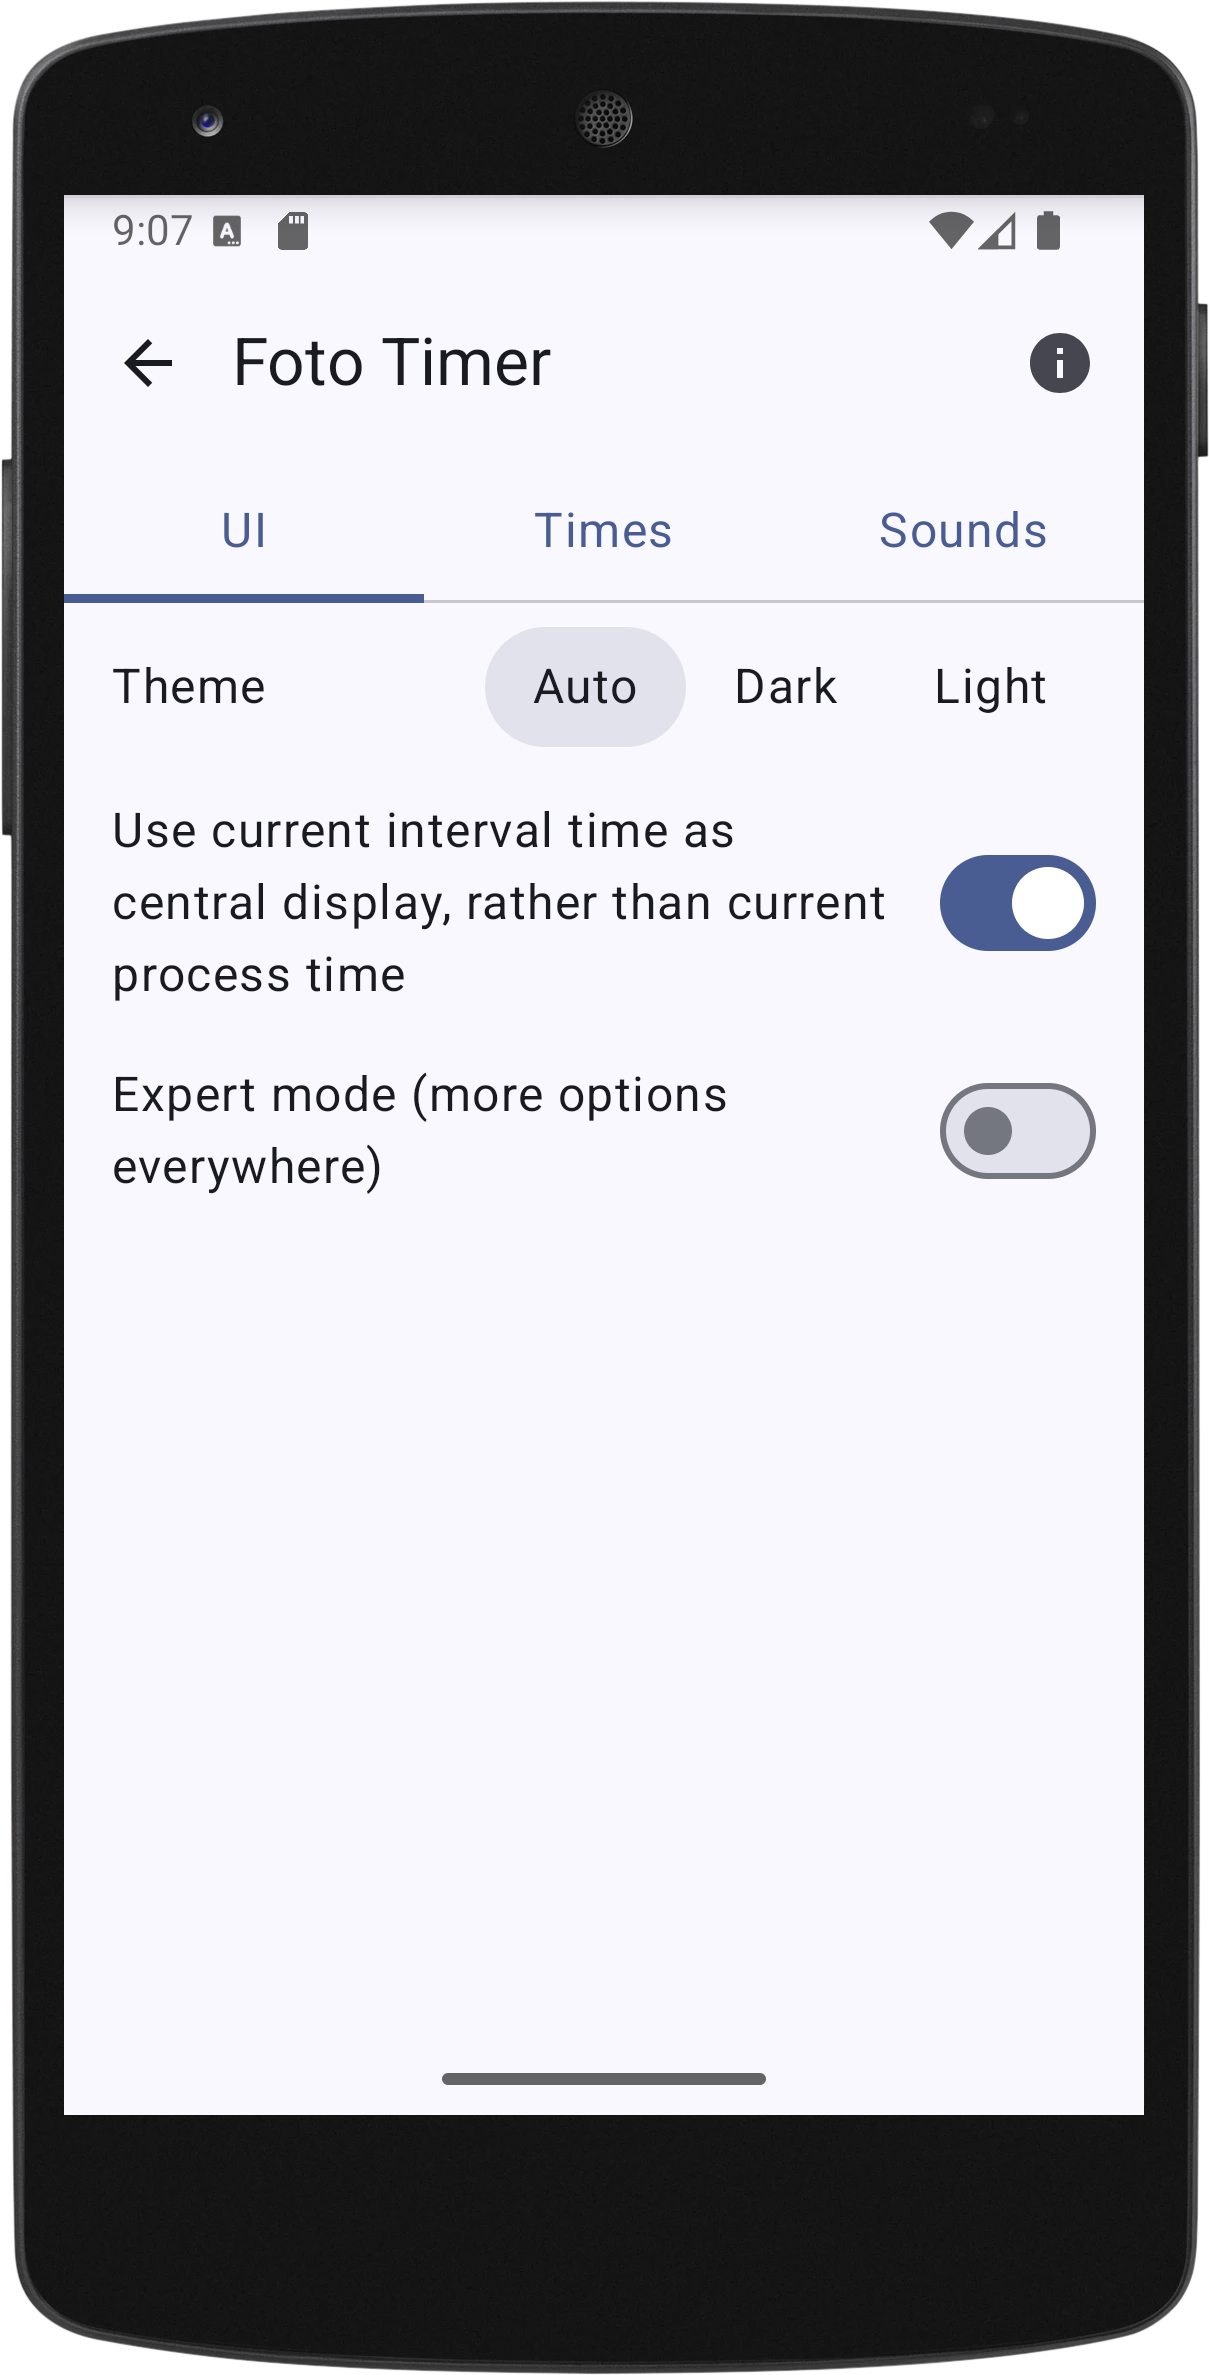 9:07
Foto Timer
UI Times Sounds
Theme Auto Dark Light
Use current interval time as
central display, rather than current
process time
Expert mode (more options
everywhere)